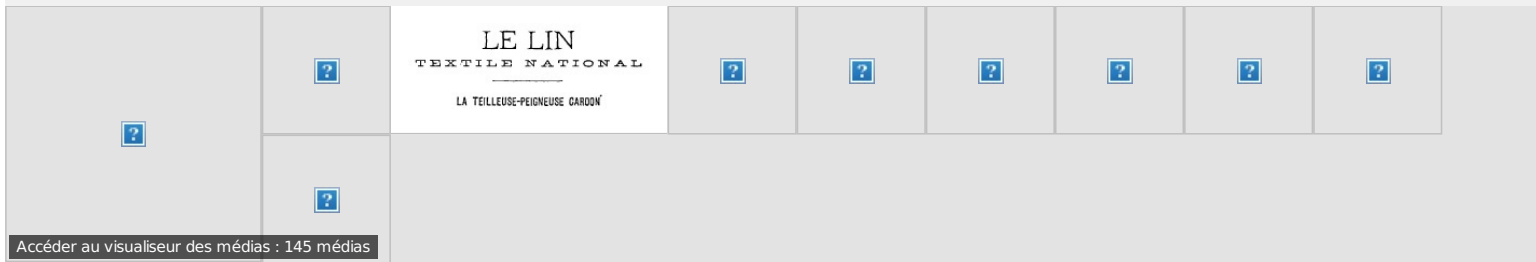 LE LIN
TEXTILE NATIONAL
LA TEILLEUSE-PEIGNEUSE CARDON
Accéder au visualiseur des médias : 145 médias